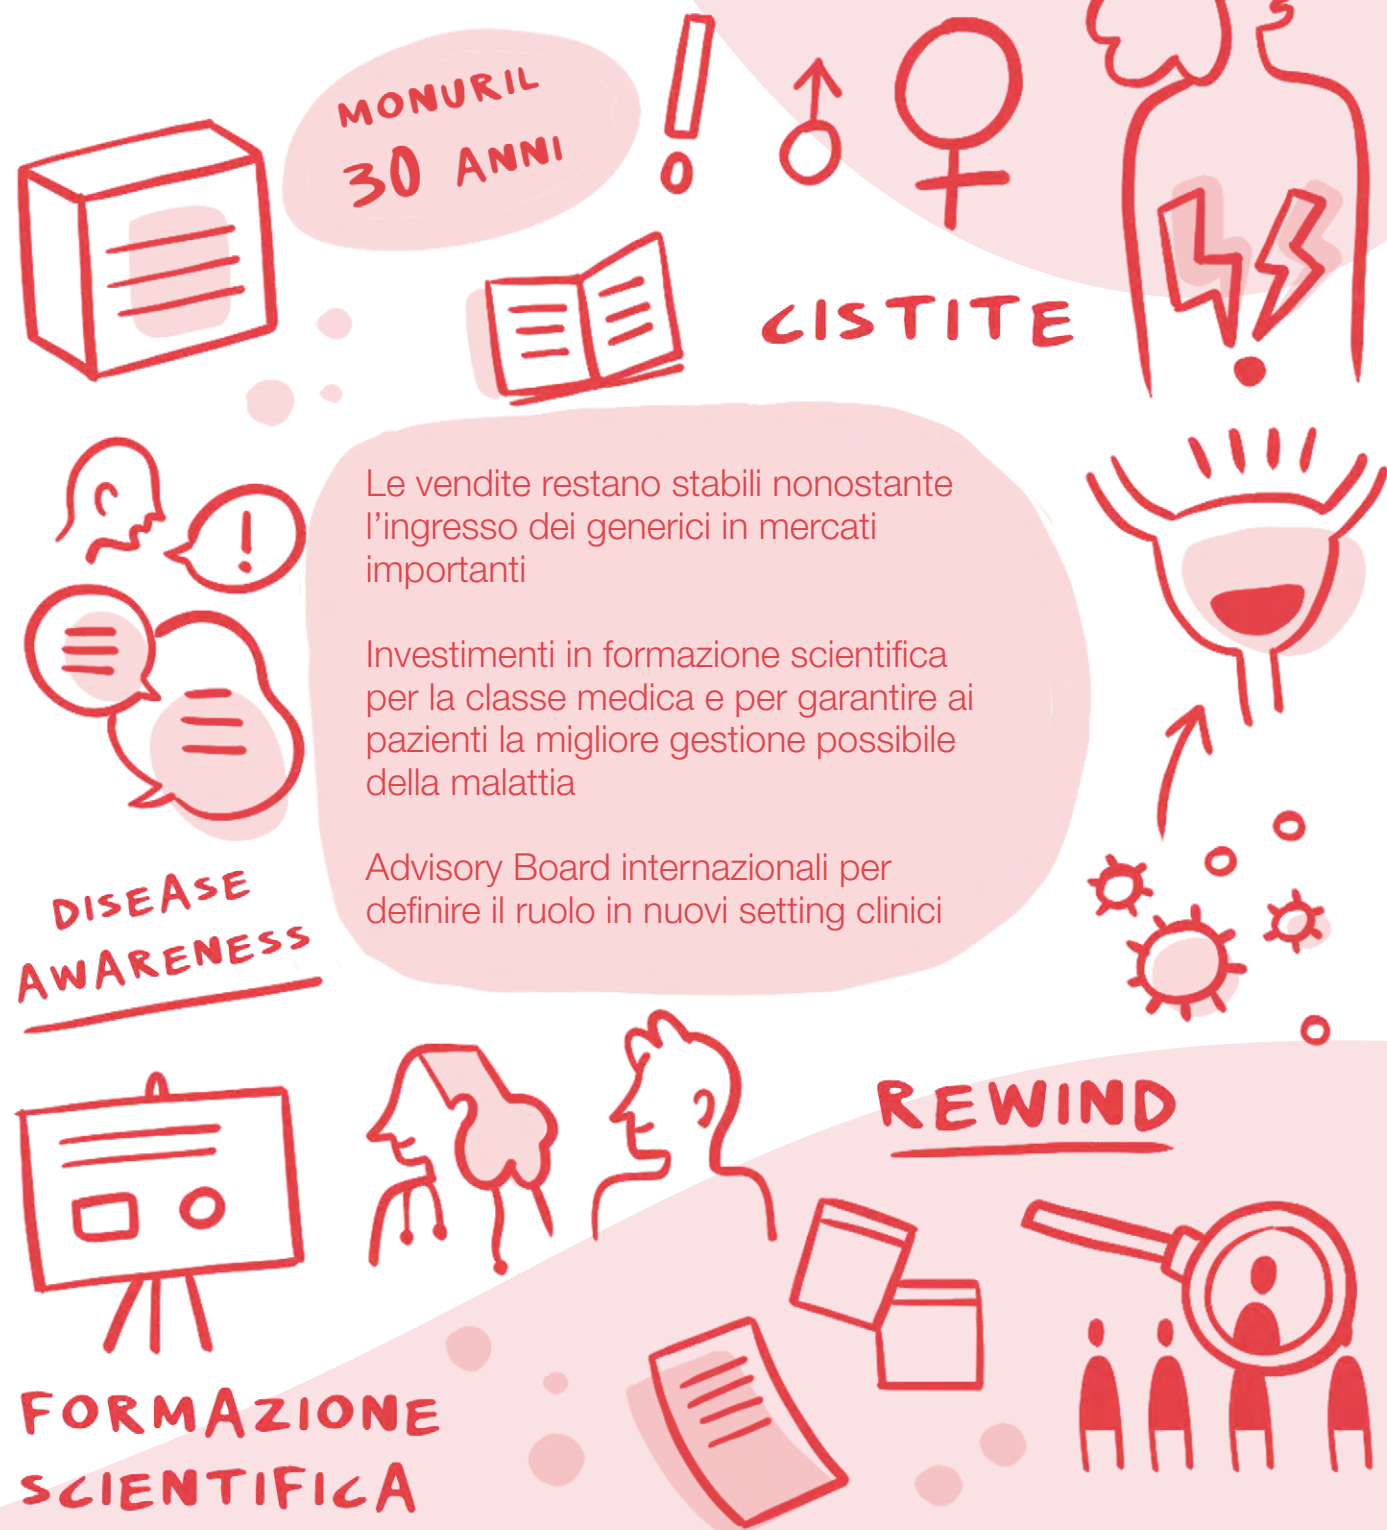 MONURIL
30 ANNI
CISTITE
Le vendite restano stabili nonostante
l’ingresso dei generici in mercati
importanti
Investimenti in formazione scientifica
per la classe medica e per garantire ai
pazienti la migliore gestione possibile
della malattia
Advisory Board internazionali per
definire il ruolo in nuovi setting clinici
DISEASE
AWARENESS
REWIND
FORMAZIONE
SCIENTIFICA